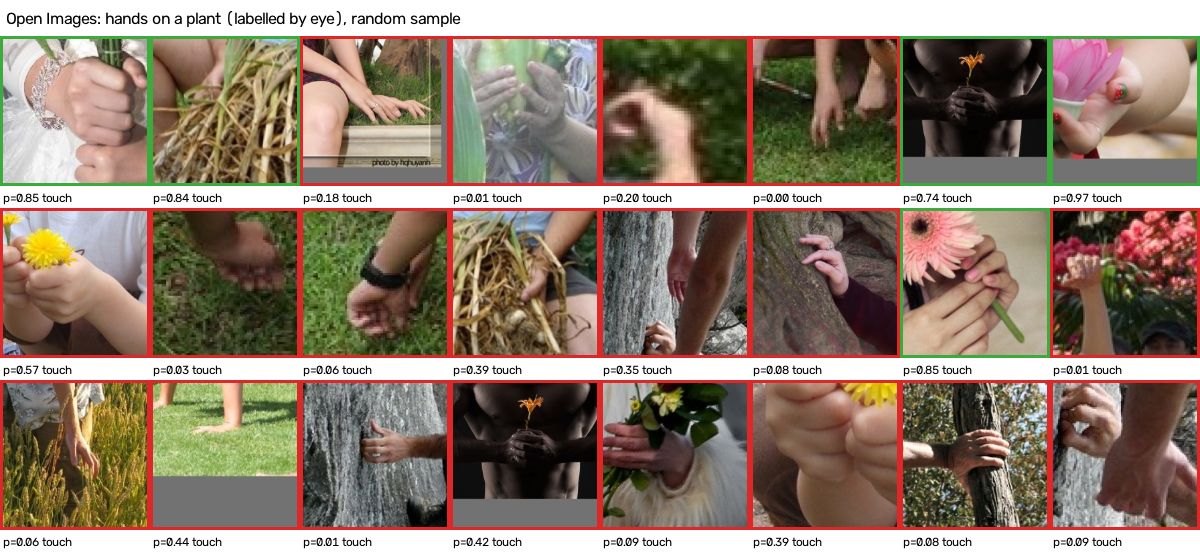 Open Images: hands on a plant (labelled by eye), random sample
photo by hqhuyanh
p=0.85 touch
p=0.84 touch
p=0.18 touch
p=0.01 touch
p=0.20 touch
p=0.00 touch
p=0.74 touch
p=0.97 touch
p=0.57 touch
p=0.03 touch
p=0.06 touch
p=0.39 touch
p=0.35 touch
p=0.08 touch
p=0.85 touch
p=0.01 touch
p=0.06 touch
p=0.44 touch
p=0.01 touch
p=0.42 touch
p=0.09 touch
p=0.39 touch
p=0.08 touch
p=0.09 touch